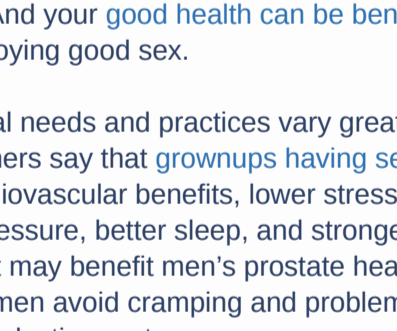 And your good health can be ben
oying good sex.
al needs and practices vary grea
ers say that grownups having se
iovascular benefits, lower stress
essure, better sleep, and stronge
may benefit men's prostate hea
men avoid cramping and problem